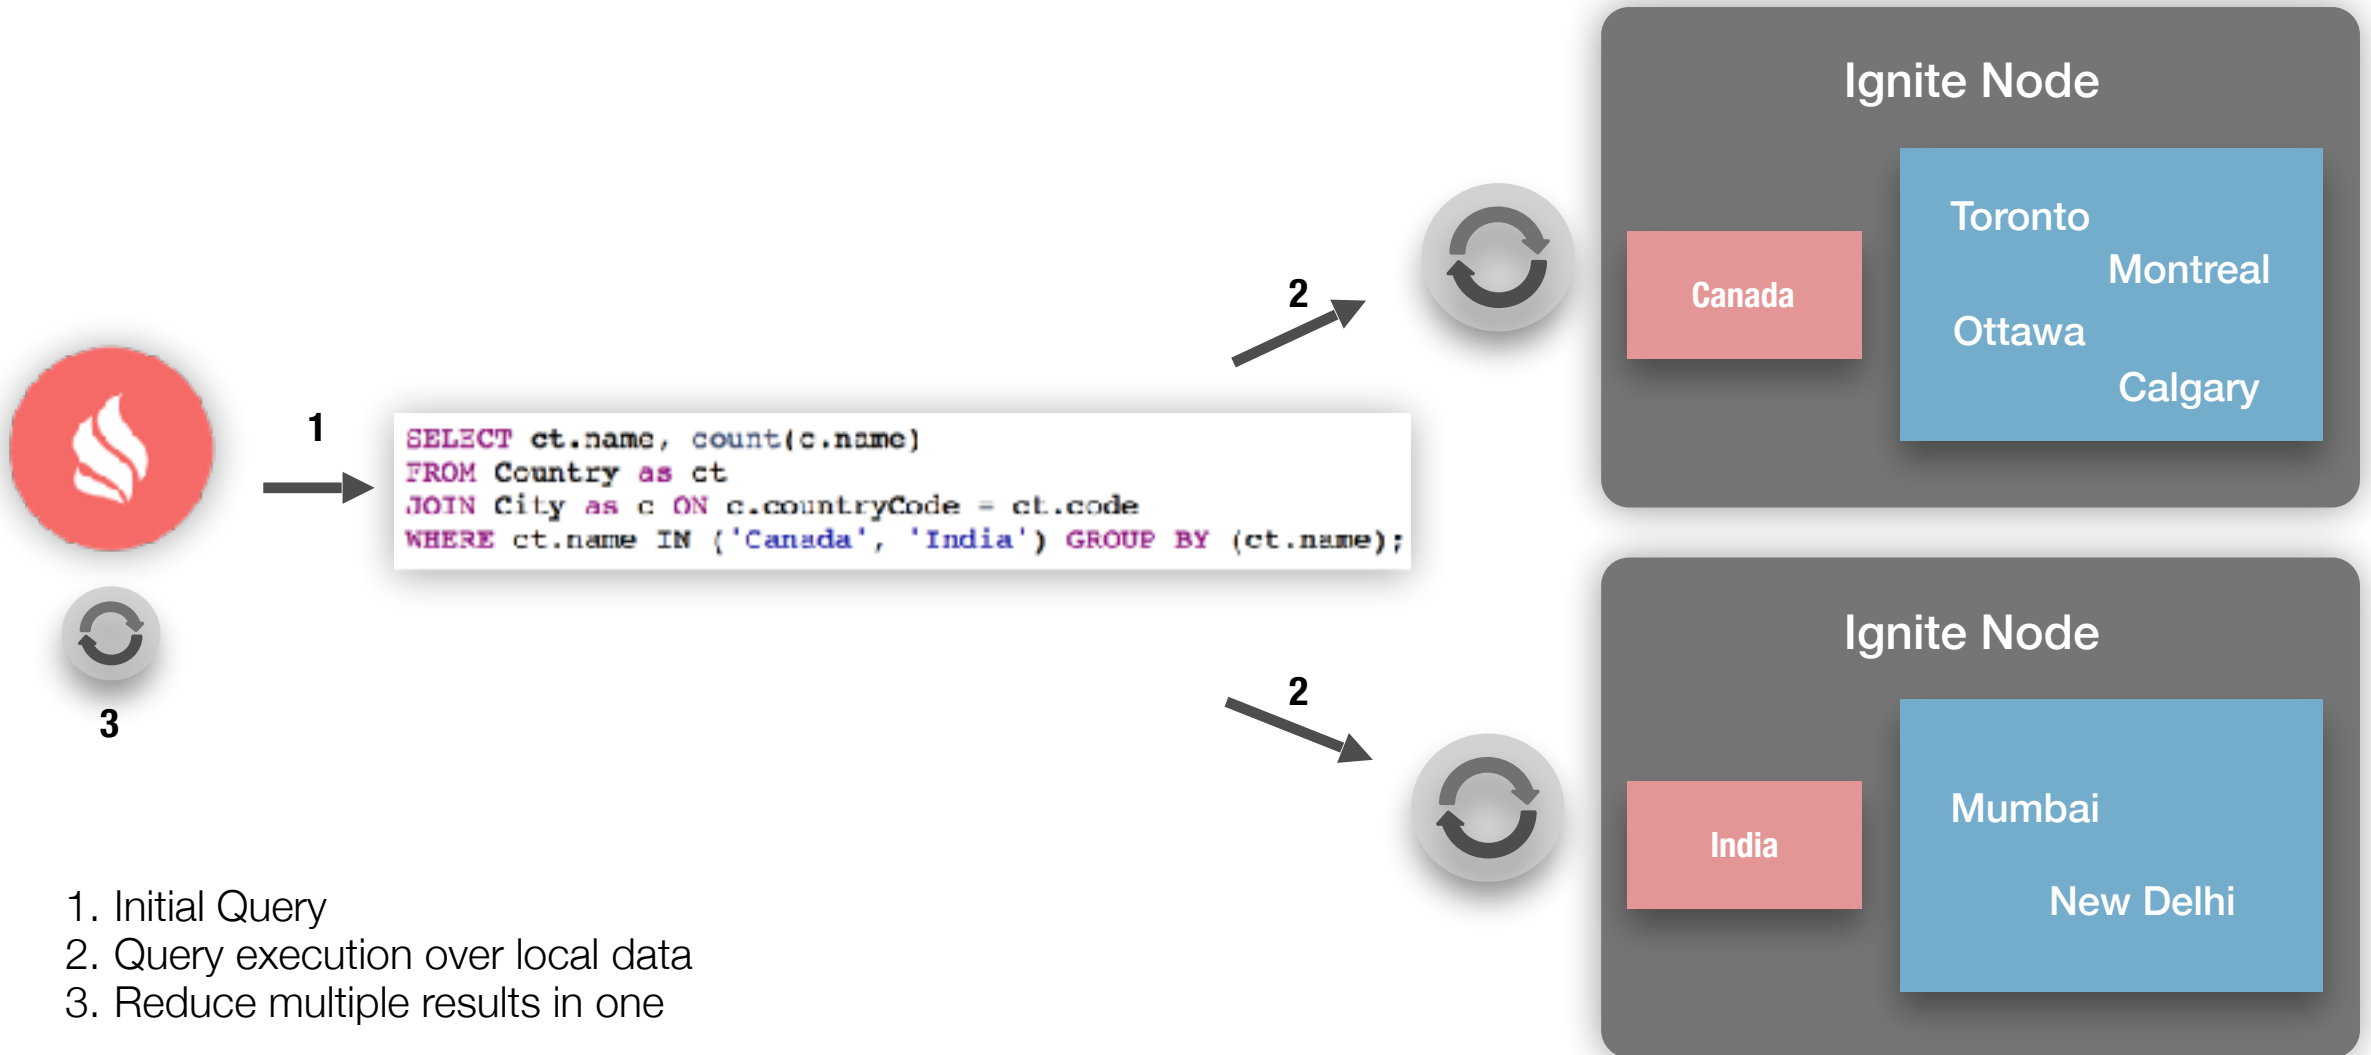 Ignite Node
Toronto
Montreal
Canada
Ottawa
Calgary
2
1
SELECT ct.name, count(c.name)
FROM Country as ct
JOIN City as c ON c.countryCode = ct.code
WHERE ct.name IN ('Canada', 'India') GROUP BY (ct.name);
3
2
Ignite Node
Mumbai
India
New Delhi
1. Initial Query
2. Query execution over local data
3. Reduce multiple results in one